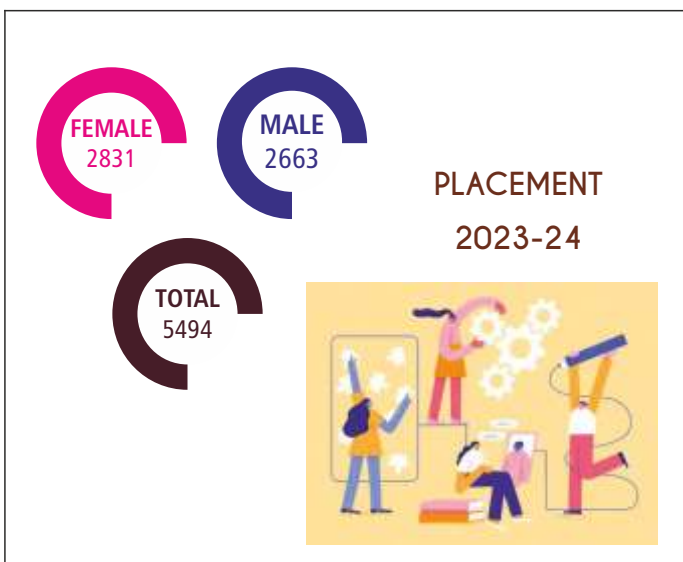 FEMALE
2831
MALE
2663
PLACEMENT
2023-24
TOTAL
5494